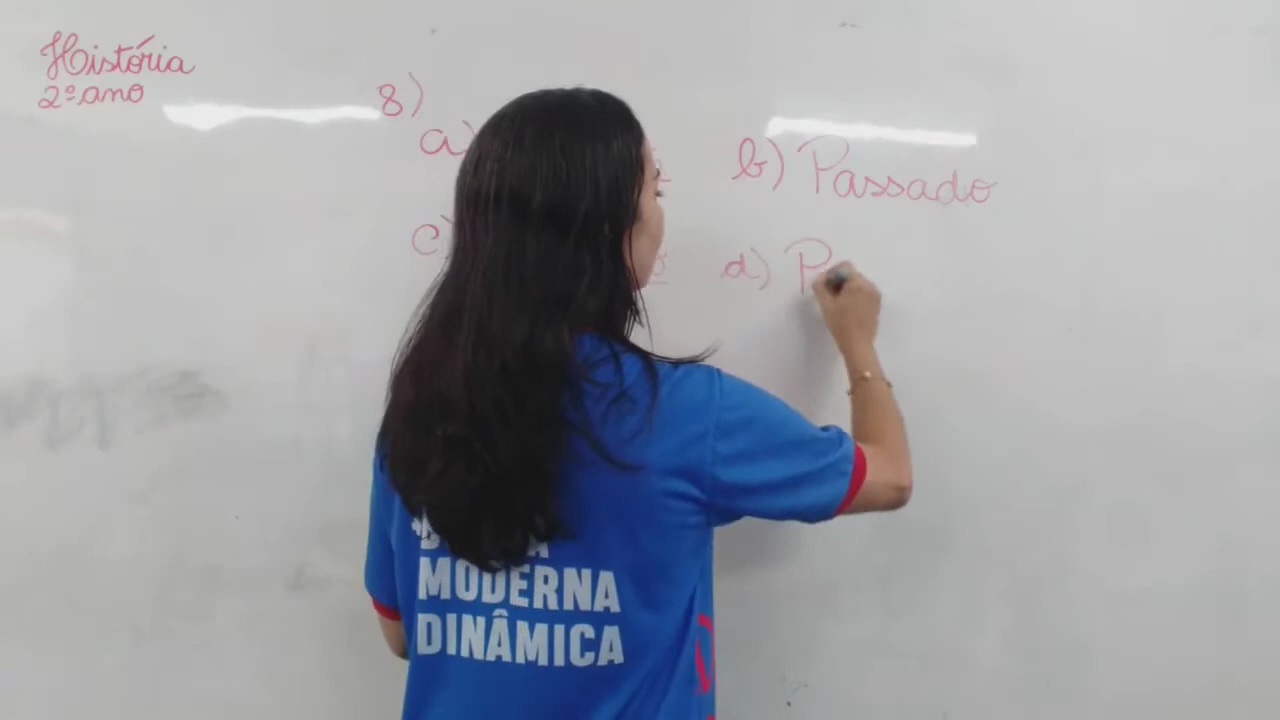 História
2º ano
8)
a)
b) Passado
c)
d) P
MODERNA
DINÂMICA